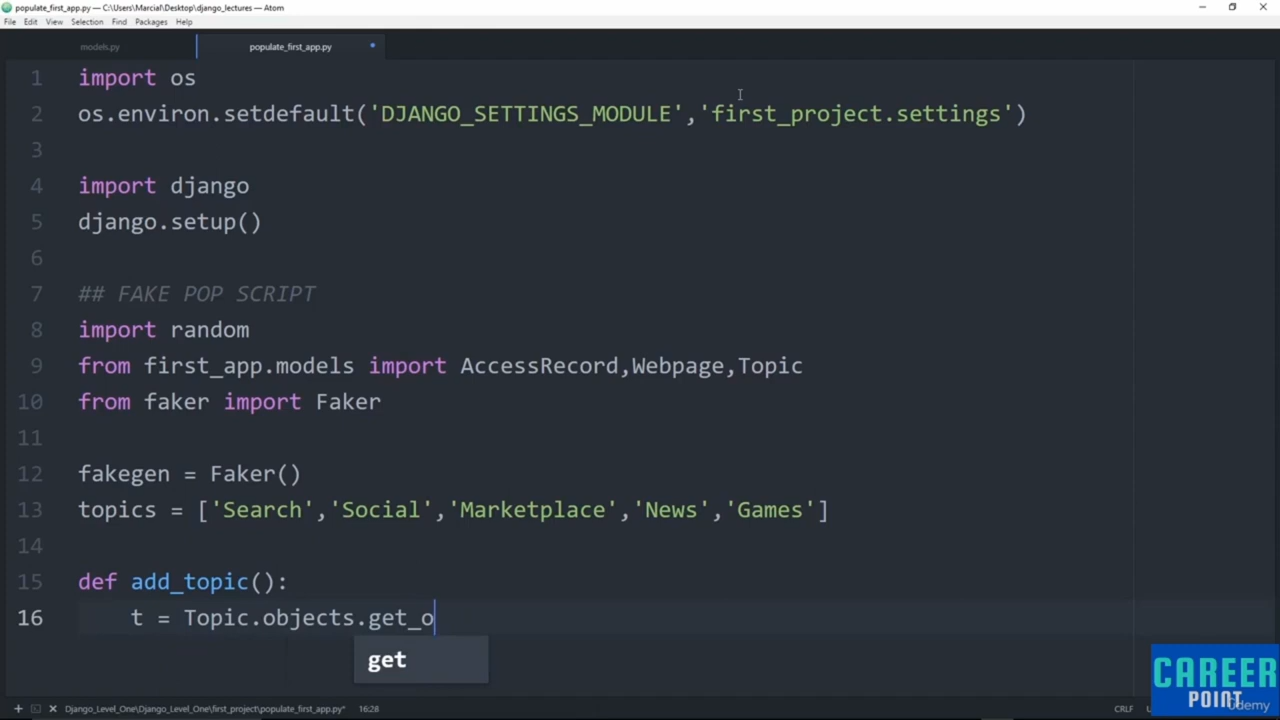 populate_first_app.py — C:\Users\Marcial\Desktop\django_lectures — Atom
File Edit View Selection Find Packages Help
models.py populate_first_app.py
1 import os
2 os.environ.setdefault('DJANGO_SETTINGS_MODULE','first_project.settings')
3
4 import django
5 django.setup()
6
7 ## FAKE POP SCRIPT
8 import random
9 from first_app.models import AccessRecord,Webpage,Topic
10 from faker import Faker
11
12 fakegen = Faker()
13 topics = ['Search','Social','Marketplace','News','Games']
14
15 def add_topic():
16 t = Topic.objects.get_o
get
CAREER
POINT
Udemy
Django_Level_One\Django_Level_One\first_project\populate_first_app.py* 16:28 CRLF